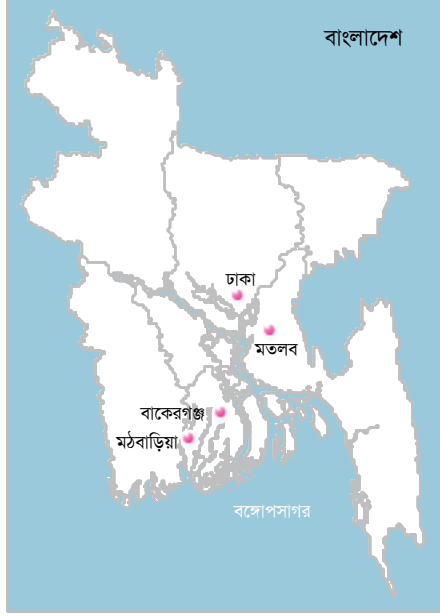 বাংলাদেশ
ঢাকা
মতলব
বাকেরগঞ্জ
মঠবাড়িয়া
বঙ্গোপসাগর